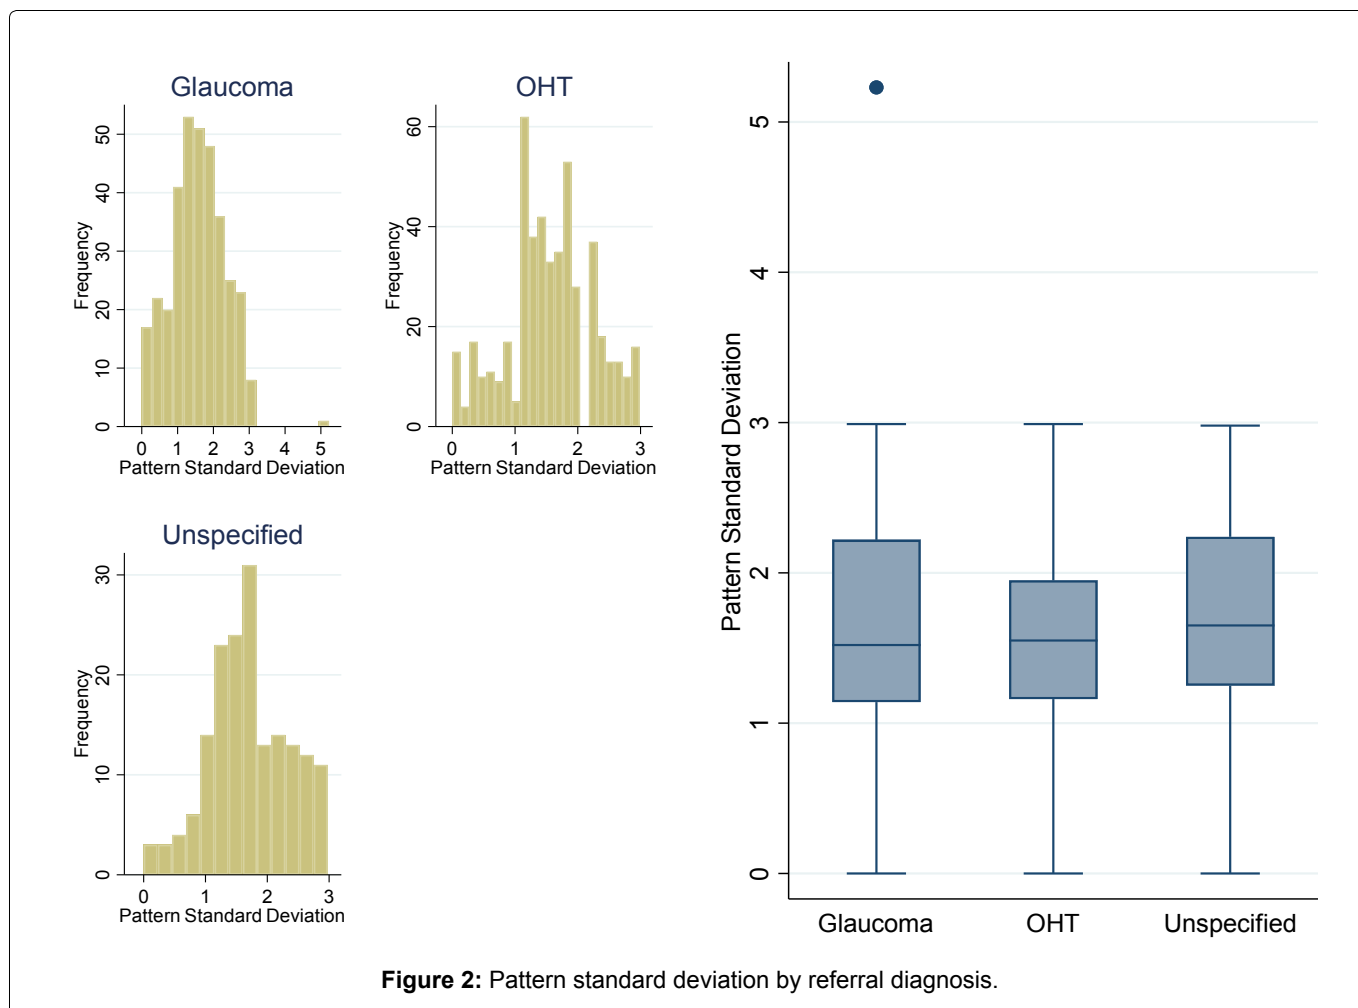 Glaucoma
Frequency
50
40
30
20
10
0
0 1 2 3 4 5
Pattern Standard Deviation
OHT
Frequency
60
40
20
0
0 1 2 3
Pattern Standard Deviation
Unspecified
Frequency
30
20
10
0
0 1 2 3
Pattern Standard Deviation
Pattern Standard Deviation
5
4
3
2
1
0
Glaucoma OHT Unspecified
Figure 2: Pattern standard deviation by referral diagnosis.